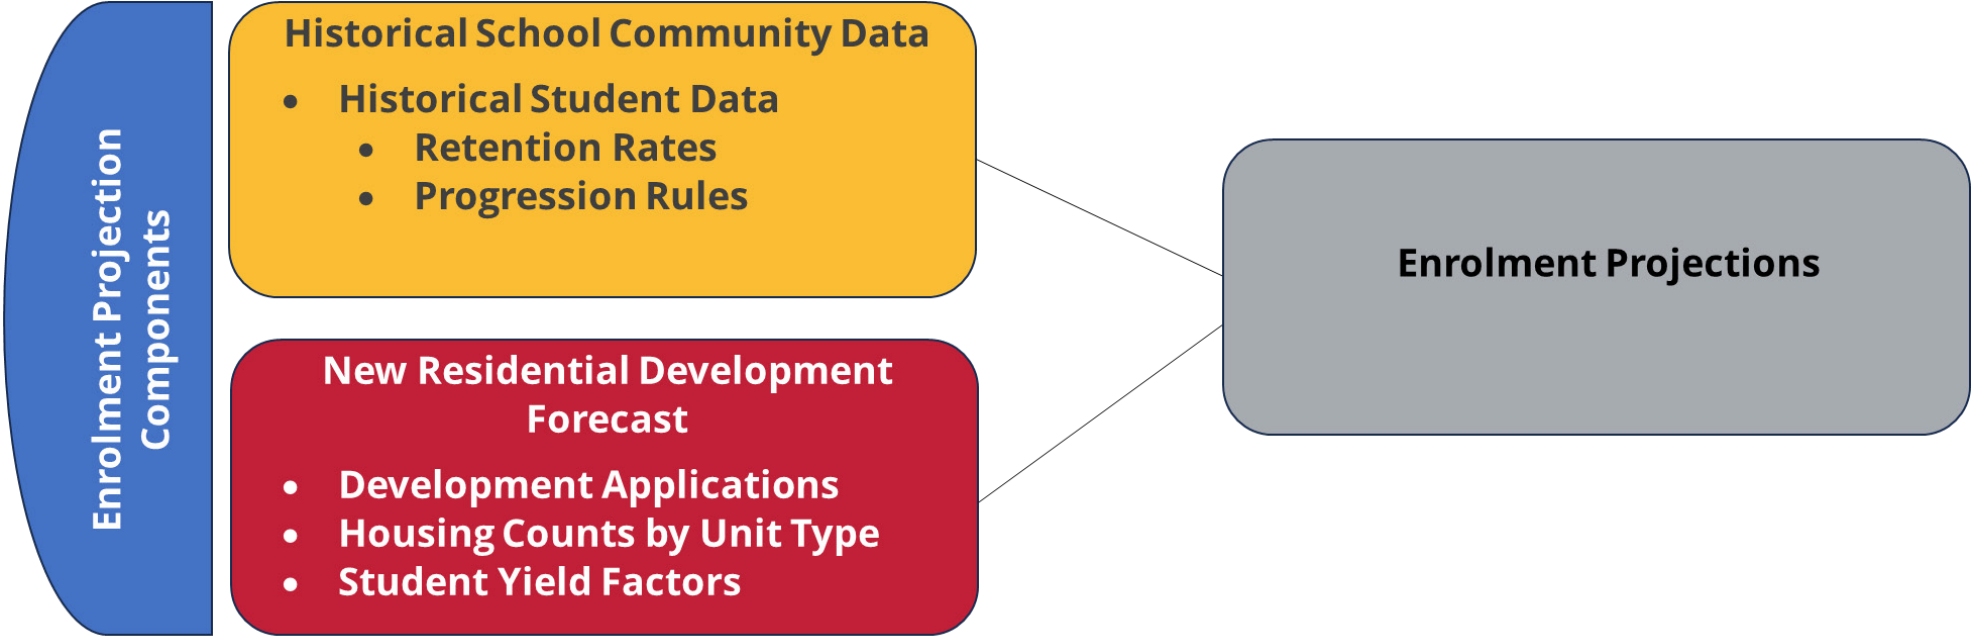 Enrolment Projection
Components
Historical School Community Data
• Historical Student Data
• Retention Rates
• Progression Rules
New Residential Development
Forecast
• Development Applications
• Housing Counts by Unit Type
• Student Yield Factors
Enrolment Projections